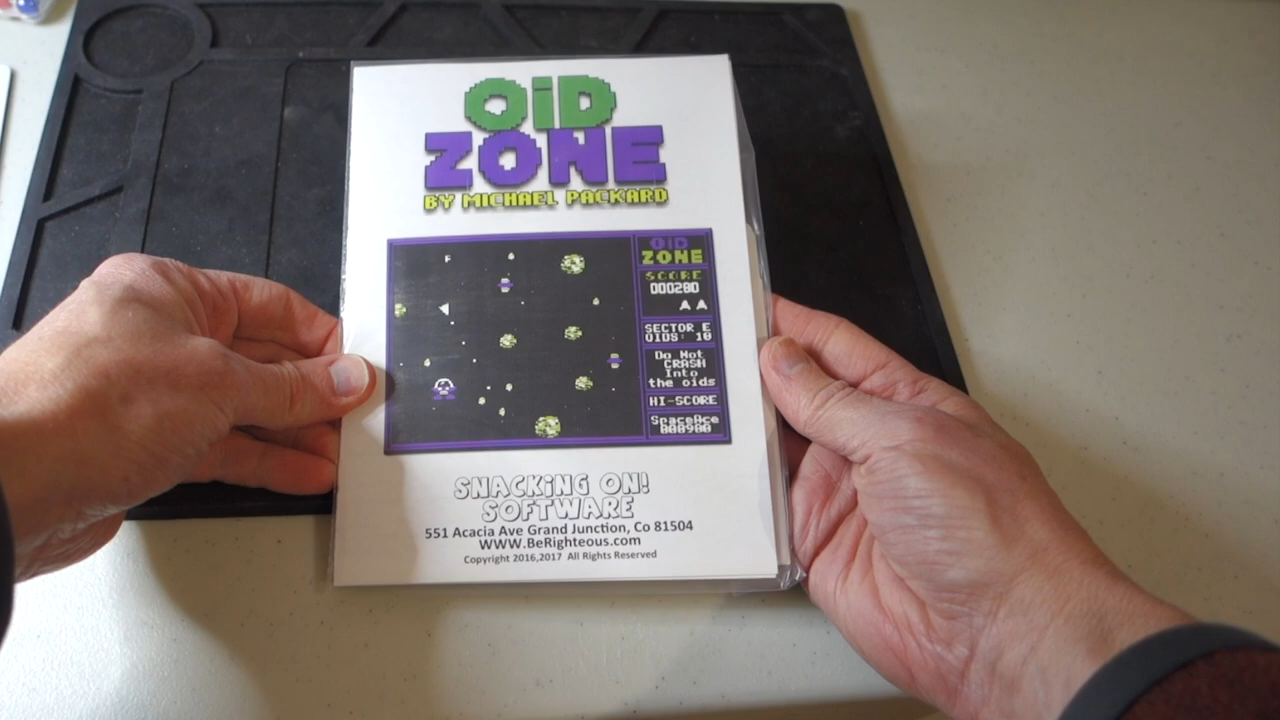 OiD
ZONE
BY MICHAEL PACKARD
F
OiD
ZONE
SCORE
000280
SECTOR E
OIDS: 10
Do Not
CRASH
Into
the oids
HI-SCORE
SpaceAce
000900
SNACKiNG ON!
SOFTWARE
551 Acacia Ave Grand Junction, Co 81504
WWW.BeRighteous.com
Copyright 2016,2017 All Rights Reserved